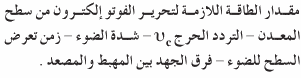 مقدار الطاقة اللازمة لتحرير الفوتو إلكترون من سطح
المعدن – التردد الحرج υc – شدة الضوء – زمن تعرض
السطح للضوء – فرق الجهد بين المهبط والمصعد .